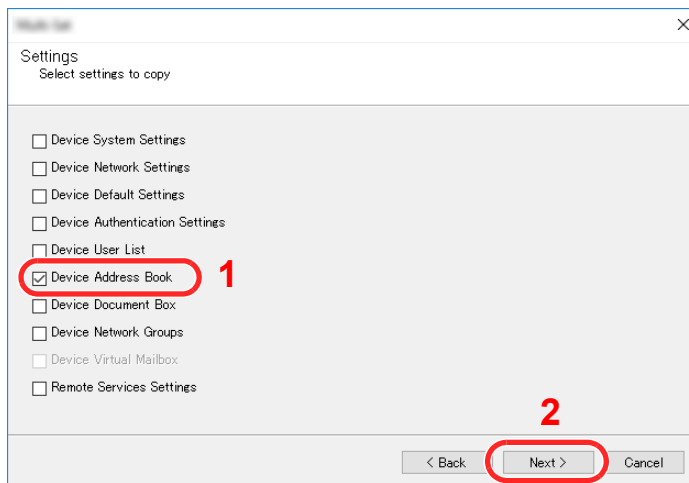 Settings
Select settings to copy
Device System Settings
Device Network Settings
Device Default Settings
Device Authentication Settings
Device User List
Device Address Book 1
Device Document Box
Device Network Groups
Device Virtual Mailbox
Remote Services Settings
2
< Back Next > Cancel